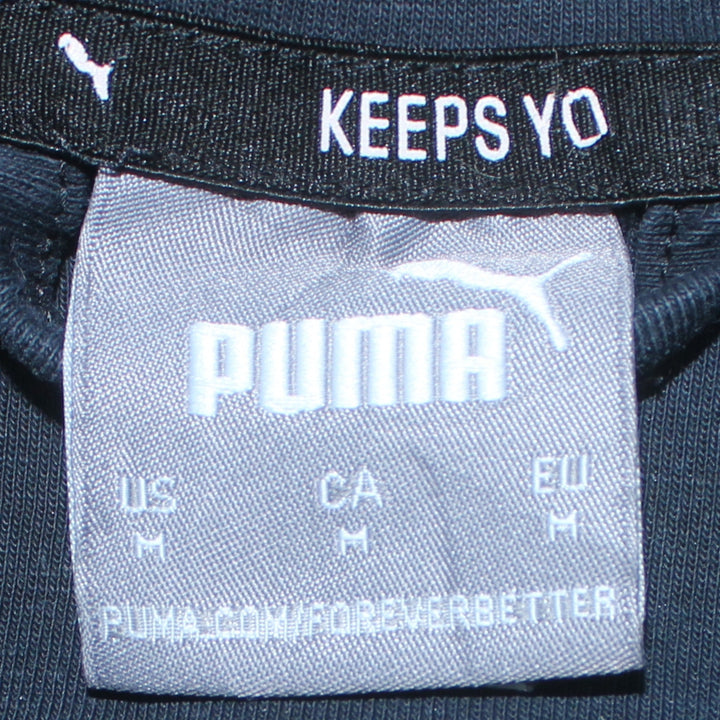 KEEPS YO
PUMA
US CA EU
M M M
PUMA.COM/FOREVERBETTER